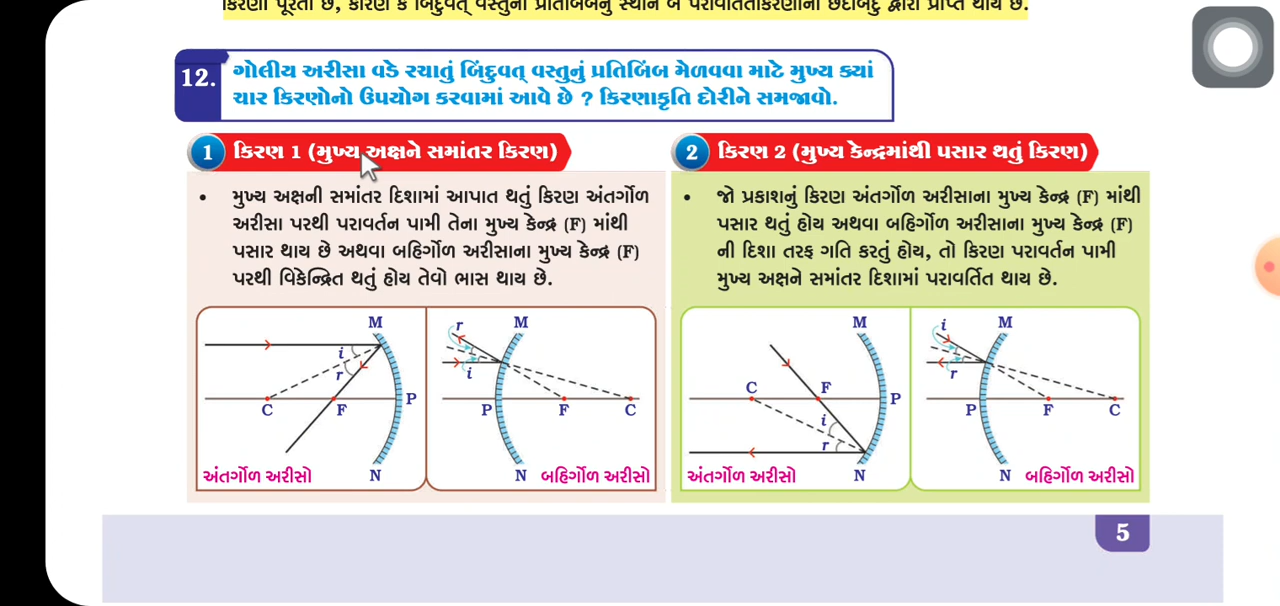 કિરણો પૂરતા છે, કારણ કે બિંદુવત્ વસ્તુના પ્રતિબિંબનું સ્થાન બે પરાવર્તિતકિરણોના છેદબિંદુ દ્વારા પ્રાપ્ત થાય છે.
12. ગોલીય અરીસા વડે રચાતું બિંદુવત્ વસ્તુનું પ્રતિબિંબ મેળવવા માટે મુખ્ય ક્યાં
ચાર કિરણોનો ઉપયોગ કરવામાં આવે છે ? કિરણાકૃતિ દોરીને સમજાવો.
1 કિરણ 1 (મુખ્ય અક્ષને સમાંતર કિરણ)
• મુખ્ય અક્ષની સમાંતર દિશામાં આપાત થતું કિરણ અંતર્ગોળ
અરીસા પરથી પરાવર્તન પામી તેના મુખ્ય કેન્દ્ર (F) માંથી
પસાર થાય છે અથવા બહિર્ગોળ અરીસાના મુખ્ય કેન્દ્ર (F)
પરથી વિકેન્દ્રિત થતું હોય તેવો ભાસ થાય છે.
M
i
r
C
F
P
N
અંતર્ગોળ અરીસો
r
M
i
P
F
C
N
બહિર્ગોળ અરીસો
2 કિરણ 2 (મુખ્ય કેન્દ્રમાંથી પસાર થતું કિરણ)
• જો પ્રકાશનું કિરણ અંતર્ગોળ અરીસાના મુખ્ય કેન્દ્ર (F) માંથી
પસાર થતું હોય અથવા બહિર્ગોળ અરીસાના મુખ્ય કેન્દ્ર (F)
ની દિશા તરફ ગતિ કરતું હોય, તો કિરણ પરાવર્તન પામી
મુખ્ય અક્ષને સમાંતર દિશામાં પરાવર્તિત થાય છે.
M
C
F
P
i
r
N
અંતર્ગોળ અરીસો
i
M
r
P
F
C
N
બહિર્ગોળ અરીસો
5